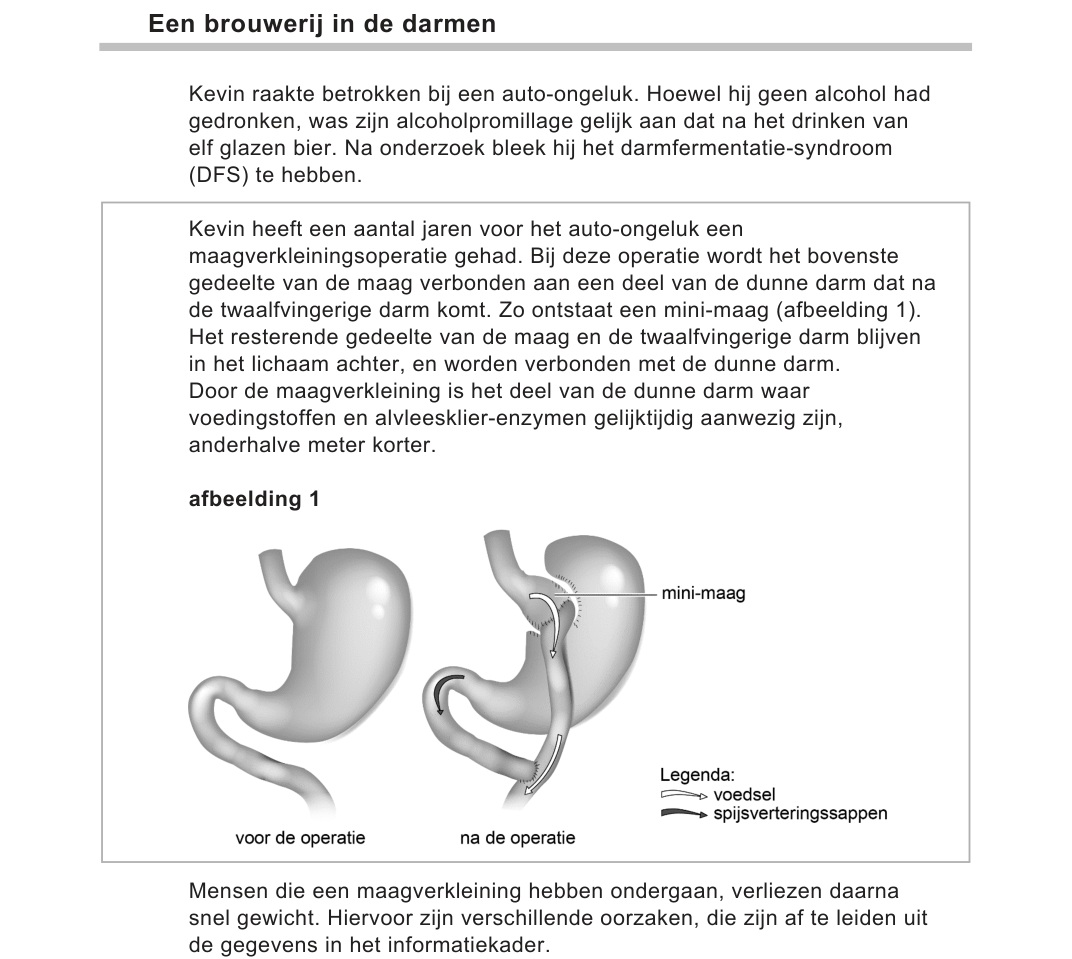 Een brouwerij in de darmen
Kevin raakte betrokken bij een auto-ongeluk. Hoewel hij geen alcohol had
gedronken, was zijn alcoholpromillage gelijk aan dat na het drinken van
elf glazen bier. Na onderzoek bleek hij het darmfermentatie-syndroom
(DFS) te hebben.
Kevin heeft een aantal jaren voor het auto-ongeluk een
maagverkleiningsoperatie gehad. Bij deze operatie wordt het bovenste
gedeelte van de maag verbonden aan een deel van de dunne darm dat na
de twaalfvingerige darm komt. Zo ontstaat een mini-maag (afbeelding 1).
Het resterende gedeelte van de maag en de twaalfvingerige darm blijven
in het lichaam achter, en worden verbonden met de dunne darm.
Door de maagverkleining is het deel van de dunne darm waar
voedingstoffen en alvleesklier-enzymen gelijktijdig aanwezig zijn,
anderhalve meter korter.
afbeelding 1
mini-maag
Legenda:
voedsel
spijsverteringssappen
voor de operatie
na de operatie
Mensen die een maagverkleining hebben ondergaan, verliezen daarna
snel gewicht. Hiervoor zijn verschillende oorzaken, die zijn af te leiden uit
de gegevens in het informatiekader.